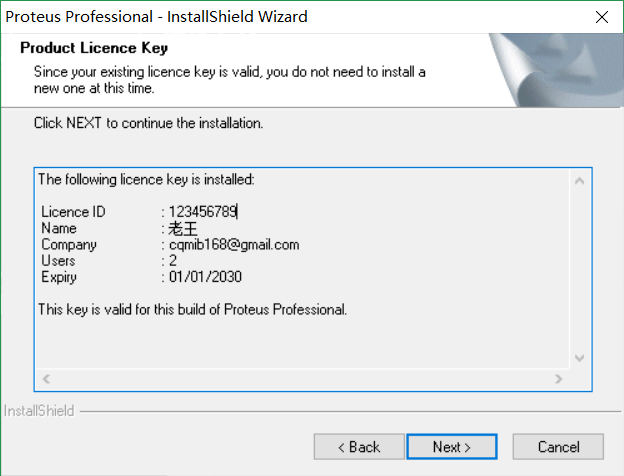 Proteus Professional - InstallShield Wizard
Product Licence Key
Since your existing licence key is valid, you do not need to install a
new one at this time.
Click NEXT to continue the installation.
The following licence key is installed:
Licence ID : 123456789
Name : 老王
Company : cqmib168@gmail.com
Users : 2
Expiry : 01/01/2030
This key is valid for this build of Proteus Professional.
InstallShield
< Back Next > Cancel